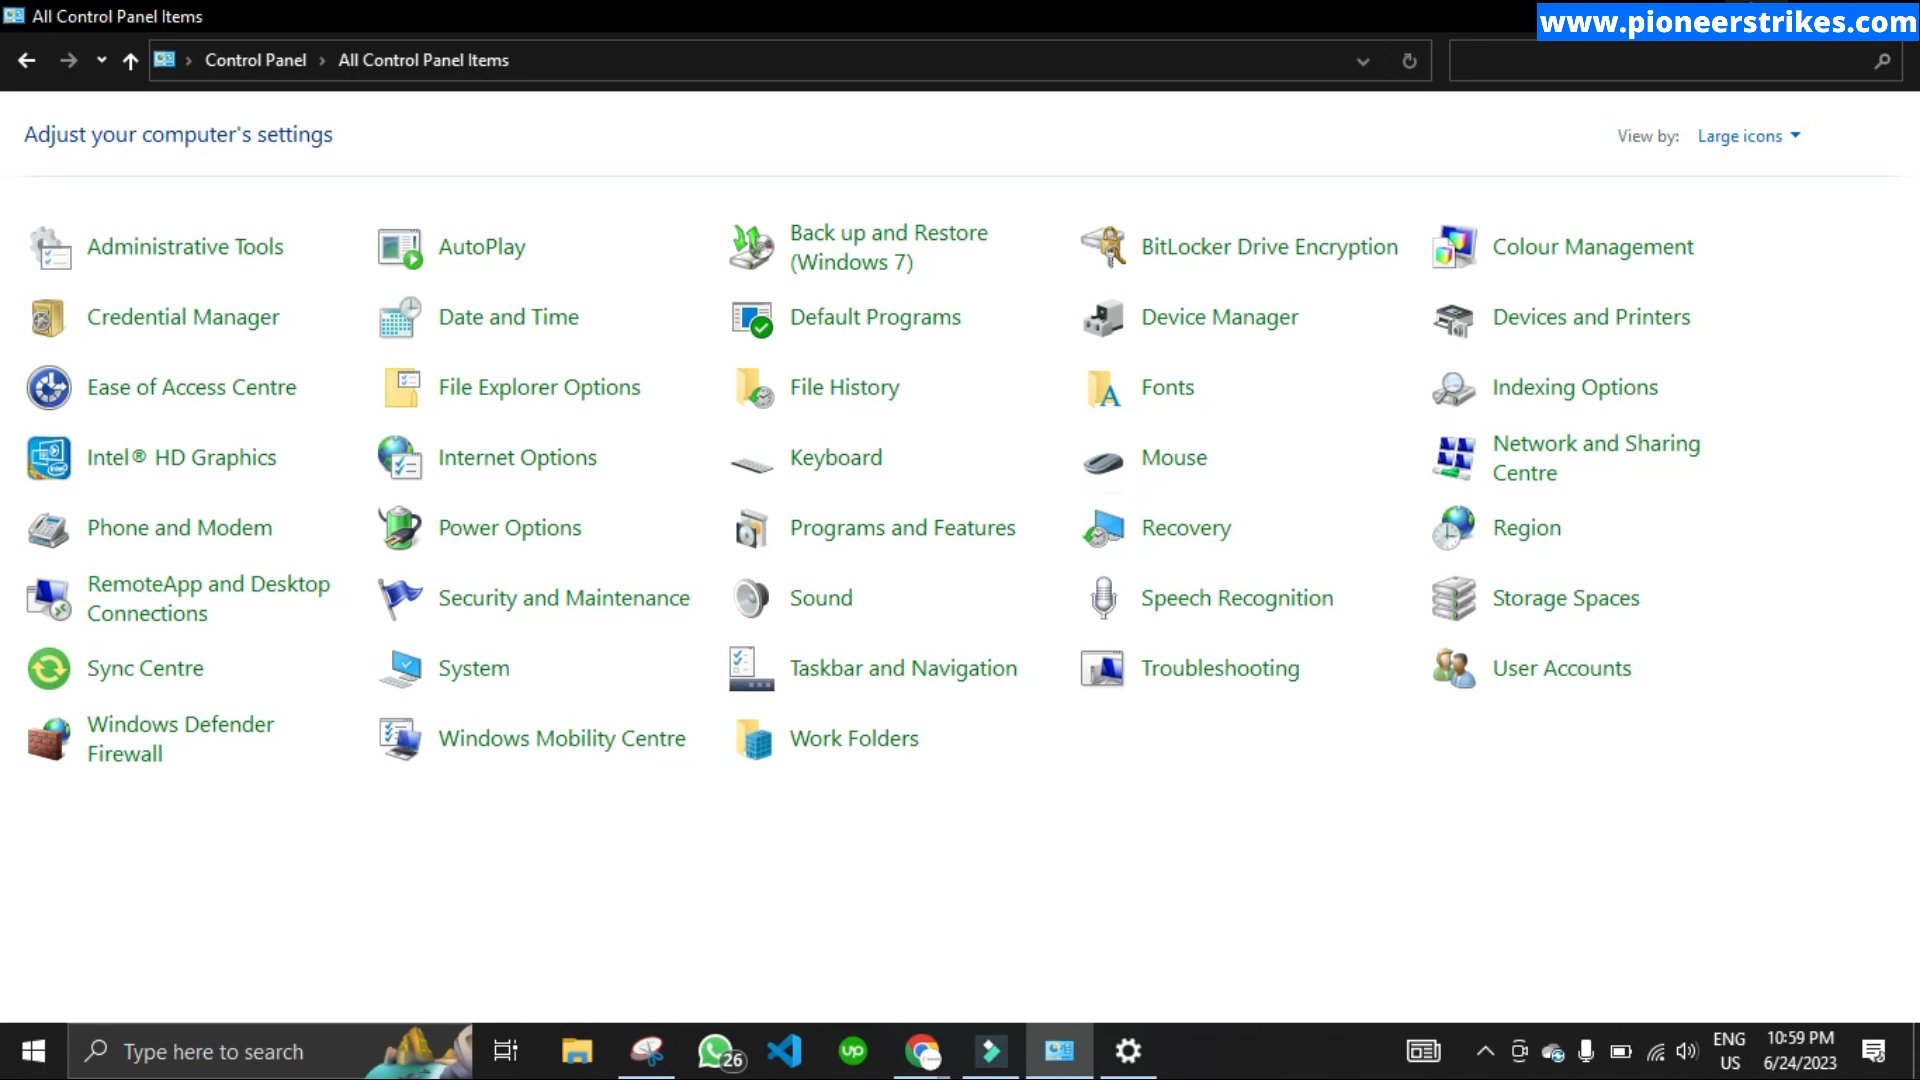 All Control Panel Items
www.pioneerstrikes.com
Control Panel
All Control Panel Items
Adjust your computer's settings
View by: Large icons
Administrative Tools
AutoPlay
Back up and Restore
(Windows 7)
BitLocker Drive Encryption
Colour Management
Credential Manager
Date and Time
Default Programs
Device Manager
Devices and Printers
Ease of Access Centre
File Explorer Options
File History
Fonts
Indexing Options
Intel® HD Graphics
Internet Options
Keyboard
Mouse
Network and Sharing
Centre
Phone and Modem
Power Options
Programs and Features
Recovery
Region
RemoteApp and Desktop
Connections
Security and Maintenance
Sound
Speech Recognition
Storage Spaces
Sync Centre
System
Taskbar and Navigation
Troubleshooting
User Accounts
Windows Defender
Firewall
Windows Mobility Centre
Work Folders
Type here to search
26
up
ENG
US
10:59 PM
6/24/2023